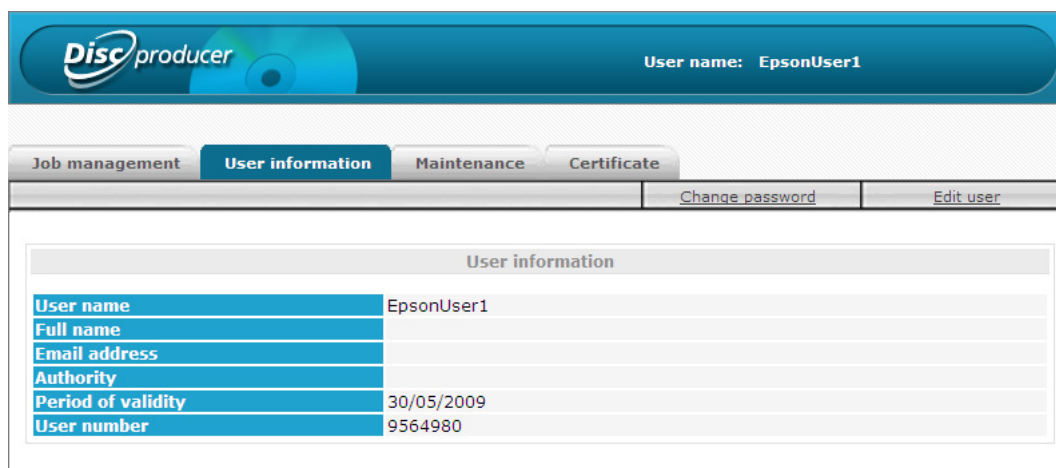 Disc producer
User name: EpsonUser1
Job management User information Maintenance Certificate
Change password Edit user
User information
User name EpsonUser1
Full name
Email address
Authority
Period of validity 30/05/2009
User number 9564980